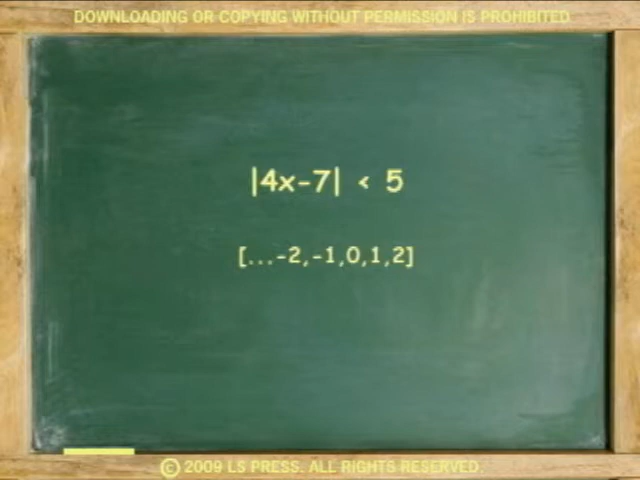 DOWNLOADING OR COPYING WITHOUT PERMISSION IS PROHIBITED
|4x-7| < 5
[...-2,-1,0,1,2]
© 2009 LS PRESS. ALL RIGHTS RESERVED.